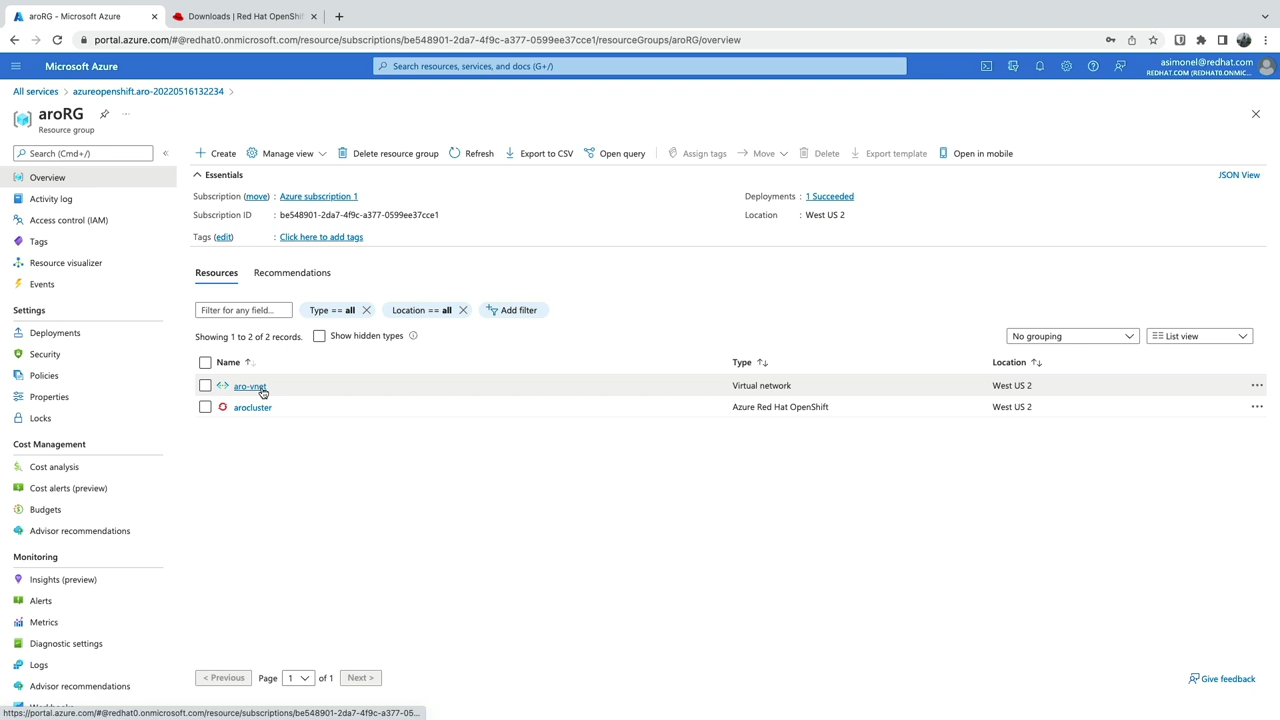 aroRG - Microsoft Azure
Downloads | Red Hat OpenShift
portal.azure.com/#@redhat0.onmicrosoft.com/resource/subscriptions/be548901-2da7-4f9c-a377-0599ee37cce1/resourceGroups/aroRG/overview
Microsoft Azure
Search resources, services, and docs (G+/)
asimonel@redhat.com
REDHAT.COM (REDHAT0.ONMIC...
All services > azureopenshift.aro-20220516132234 >
aroRG
Resource group
Search (Cmd+/)
Create Manage view Delete resource group Refresh Export to CSV Open query Assign tags Move Delete Export template Open in mobile
Overview
Activity log
Access control (IAM)
Tags
Resource visualizer
Events
Settings
Deployments
Security
Policies
Properties
Locks
Cost Management
Cost analysis
Cost alerts (preview)
Budgets
Advisor recommendations
Monitoring
Insights (preview)
Alerts
Metrics
Diagnostic settings
Logs
Advisor recommendations
Workbooks
Essentials
JSON View
Subscription (move) : Azure subscription 1
Deployments : 1 Succeeded
Subscription ID : be548901-2da7-4f9c-a377-0599ee37cce1
Location : West US 2
Tags (edit) : Click here to add tags
Resources Recommendations
Filter for any field...
Type == all
Location == all
Add filter
Showing 1 to 2 of 2 records.
Show hidden types
No grouping
List view
Name Type Location
aro-vnet Virtual network West US 2
arocluster Azure Red Hat OpenShift West US 2
< Previous Page 1 of 1 Next >
Give feedback
https://portal.azure.com/#@redhat0.onmicrosoft.com/resource/subscriptions/be548901-2da7-4f9c-a377-05...